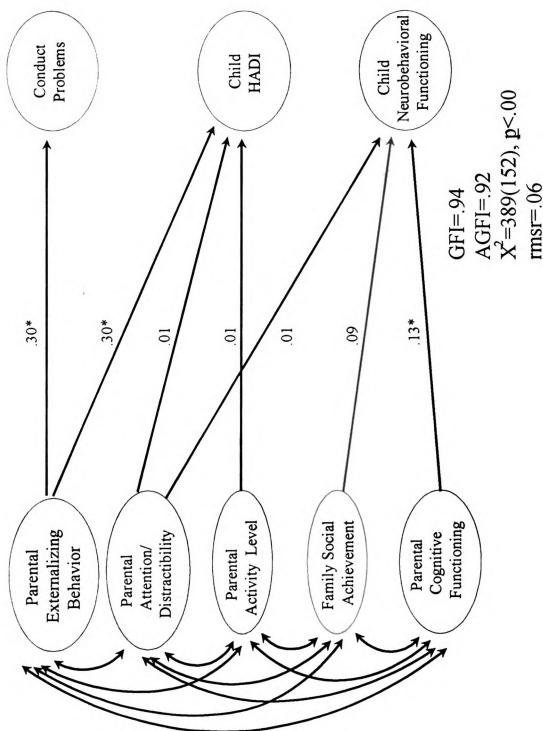 Parental
Externalizing
Behavior
Parental
Attention/
Distractibility
Parental
Activity Level
Family Social
Achievement
Parental
Cognitive
Functioning
.30*
.30*
.01
.01
.01
.09
.13*
Conduct
Problems
Child
HADI
Child
Neurobehavioral
Functioning
GFI=.94
AGFI=.92
X²=389(152), p<.00
rmsr=.06